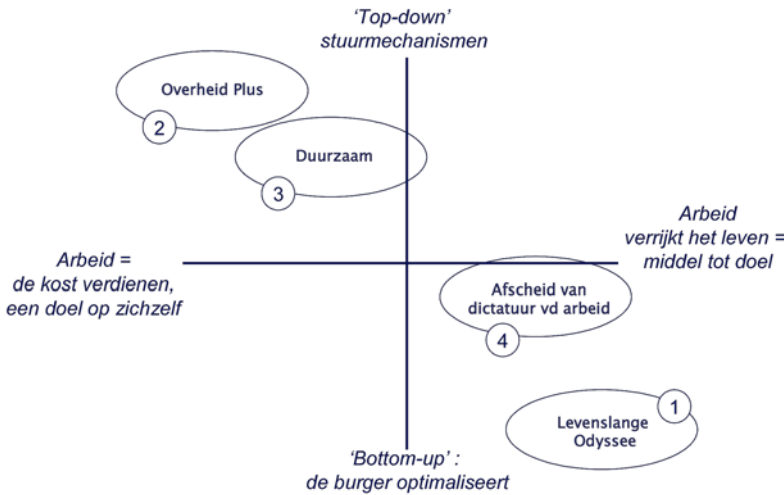 ‘Top-down’
stuurmechanismen
Overheid Plus
2
Duurzaam
3
Arbeid
verrijkt het leven =
middel tot doel
Arbeid =
de kost verdienen,
een doel op zichzelf
Afscheid van
dictatuur vd arbeid
4
1
Levenslange
Odyssee
‘Bottom-up’ :
de burger optimaliseert